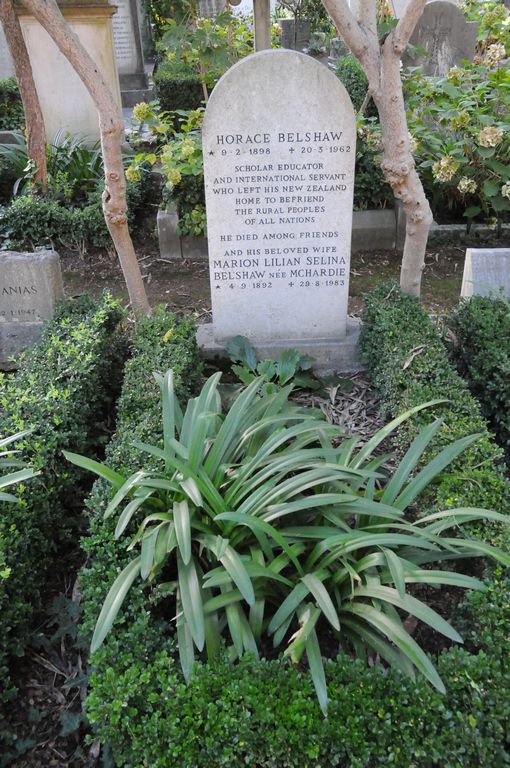 HORACE BELSHAW
★ 9·2·1898 + 20·3·1962
SCHOLAR EDUCATOR
AND INTERNATIONAL SERVANT
WHO LEFT HIS NEW ZEALAND
HOME TO BEFRIEND
THE RURAL PEOPLES
OF ALL NATIONS
HE DIED AMONG FRIENDS
AND HIS BELOVED WIFE
MARION LILIAN SELINA
BELSHAW NÉE MCHARDIE
★ 4·9·1892 + 29·8·1983
ANIAS
·1·1947